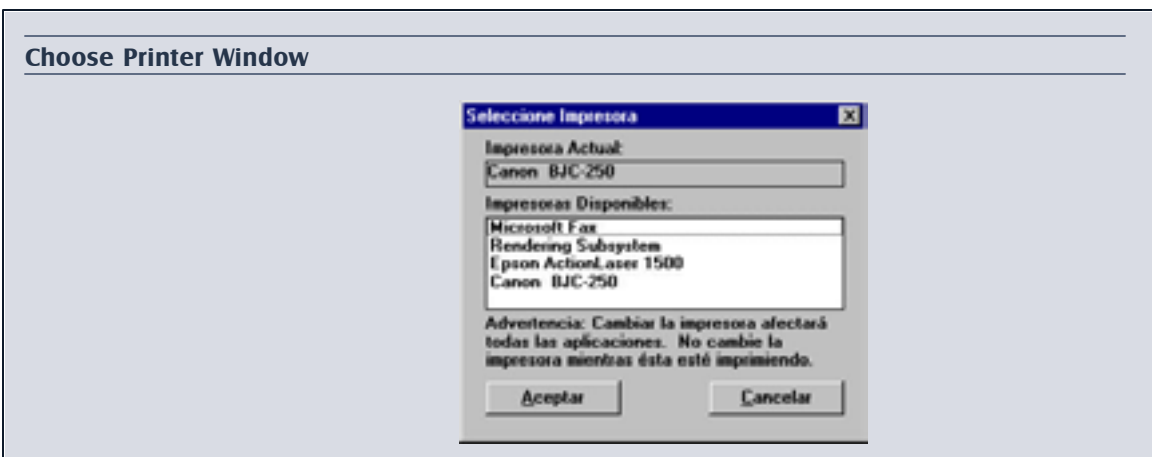 Choose Printer Window
Seleccione Impresora
Impresora Actual:
Canon BJC-250
Impresoras Disponibles:
Microsoft Fax
Rendering Subsystem
Epson ActionLaser 1500
Canon BJC-250
Advertencia: Cambiar la impresora afectará
todas las aplicaciones. No cambie la
impresora mientras ésta esté imprimiendo.
Aceptar
Cancelar